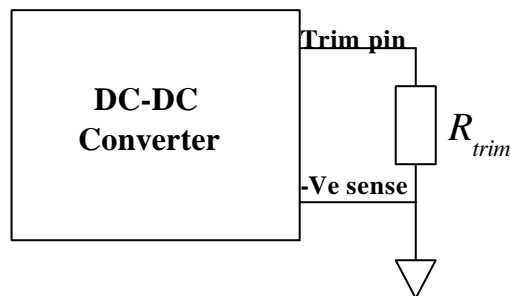 Trim pin
DC-DC
Converter
R_trim
-Ve sense